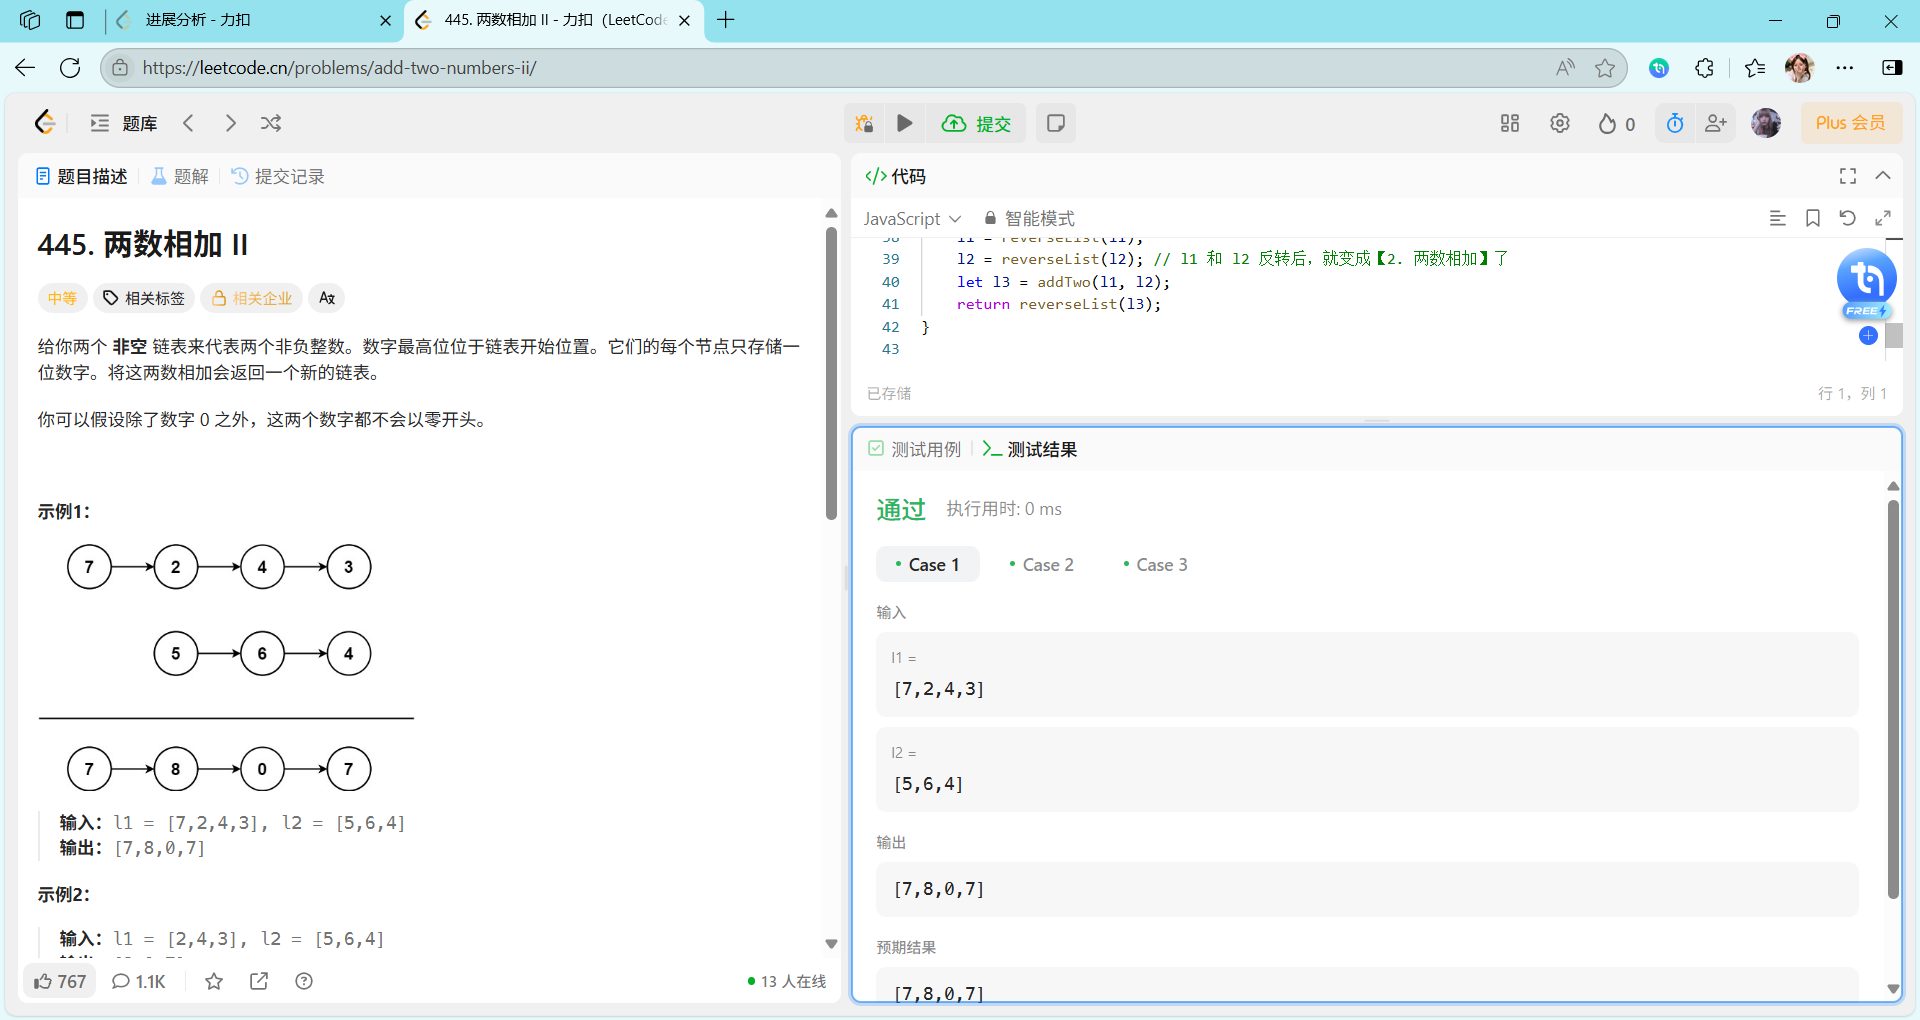 进展分析 - 力扣
445. 两数相加 II - 力扣（LeetCode
https://leetcode.cn/problems/add-two-numbers-ii/
题库
提交
0
Plus 会员
题目描述
题解
提交记录
445. 两数相加 II
中等
相关标签
相关企业
给你两个 非空 链表来代表两个非负整数。数字最高位位于链表开始位置。它们的每个节点只存储一
位数字。将这两数相加会返回一个新的链表。
你可以假设除了数字 0 之外，这两个数字都不会以零开头。
示例1：
7 2 4 3
5 6 4
7 8 0 7
输入：l1 = [7,2,4,3], l2 = [5,6,4]
输出：[7,8,0,7]
示例2：
输入：l1 = [2,4,3], l2 = [5,6,4]
767
1.1K
13 人在线
</> 代码
JavaScript
智能模式
38 l1 = reverseList(l1);
39 l2 = reverseList(l2); // l1 和 l2 反转后，就变成【2. 两数相加】了
40 let l3 = addTwo(l1, l2);
41 return reverseList(l3);
42 }
43
FREE
已存储
行 1，列 1
测试用例
测试结果
通过
执行用时: 0 ms
Case 1
Case 2
Case 3
输入
l1 =
[7,2,4,3]
l2 =
[5,6,4]
输出
[7,8,0,7]
预期结果
[7,8,0,7]